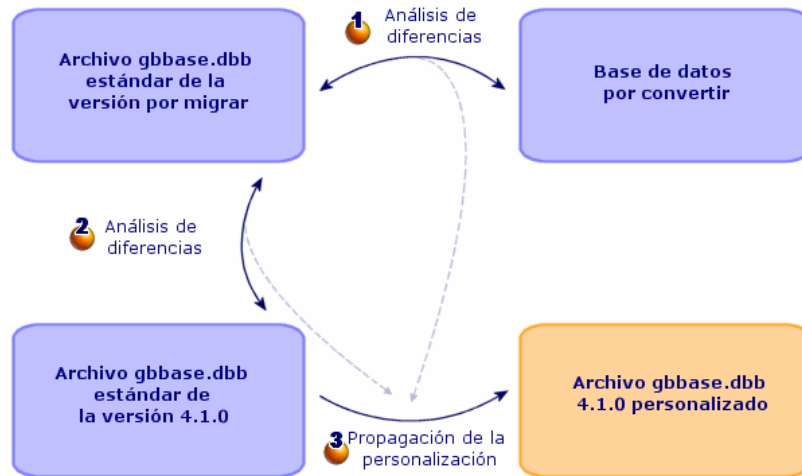 1 Análisis de
diferencias
Archivo gbbase.dbb
estándar de la
versión por migrar
Base de datos
por convertir
2 Análisis de
diferencias
Archivo gbbase.dbb
estándar de
la versión 4.1.0
Archivo gbbase.dbb
4.1.0 personalizado
3 Propagación de la
personalización